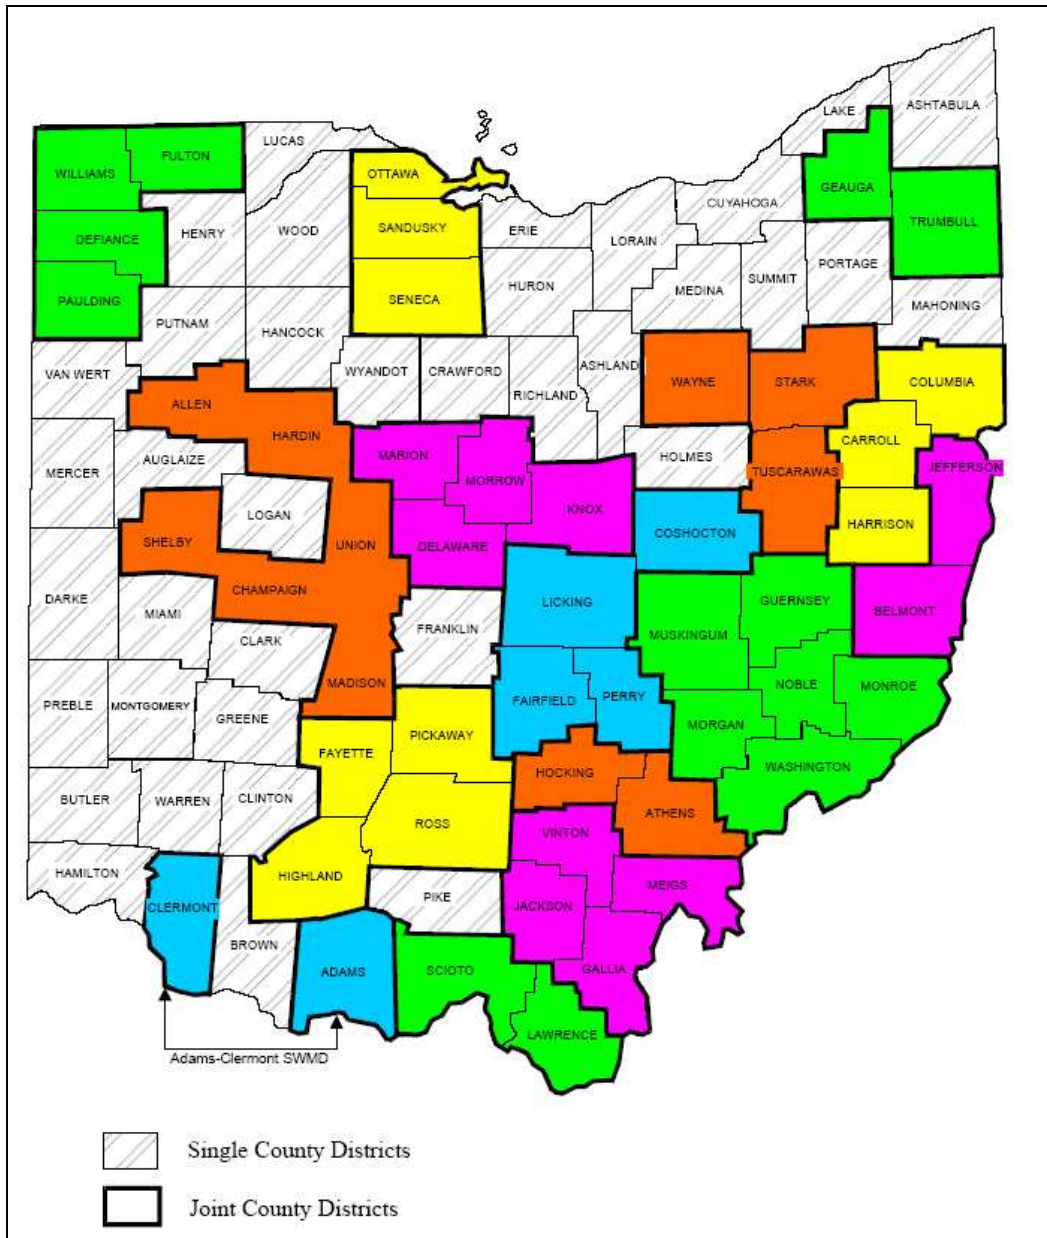 LAKE
ASHTABULA
LUCAS
FULTON
WILLIAMS
OTTAWA
GEAUGA
CUYAHOGA
TRUMBULL
SANDUSKY
HENRY
WOOD
ERIE
LORAIN
DEFIANCE
PORTAGE
SUMMIT
HURON
MEDINA
PAULDING
SENECA
MAHONING
PUTNAM
HANCOCK
VAN WERT
WYANDOT
CRAWFORD
ASHLAND
RICHLAND
WAYNE
STARK
COLUMBIA
ALLEN
HARDIN
CARROLL
MARION
HOLMES
AUGLAIZE
MERCER
MORROW
TUSCARAWAS
JEFFERSON
KNOX
LOGAN
HARRISON
SHELBY
UNION
DELAWARE
COSHOCTON
CHAMPAIGN
DARKE
LICKING
GUERNSEY
BELMONT
MIAMI
FRANKLIN
MUSKINGUM
CLARK
MADISON
NOBLE
MONROE
FAIRFIELD
PERRY
PREBLE
MONTGOMERY
GREENE
MORGAN
PICKAWAY
FAYETTE
WASHINGTON
HOCKING
BUTLER
WARREN
CLINTON
ATHENS
ROSS
VINTON
HAMILTON
HIGHLAND
MEIGS
PIKE
CLERMONT
JACKSON
BROWN
ADAMS
SCIOTO
GALLIA
LAWRENCE
Adams-Clermont SWMD
Single County Districts
Joint County Districts